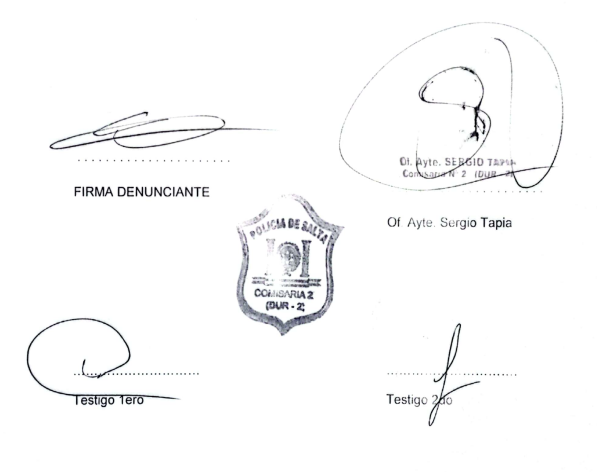 Of. Ayte. SERGIO TAPIA
Comisaria N° 2 (DUR - 2)
FIRMA DENUNCIANTE
Of. Ayte. Sergio Tapia
POLICIA DE SALTA
COMISARIA 2
(DUR - 2)
Testigo 1ero
Testigo 2do